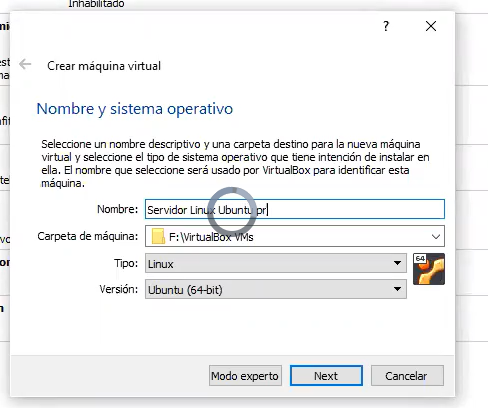 Inhabilitado
?
Crear máquina virtual
Nombre y sistema operativo
Seleccione un nombre descriptivo y una carpeta destino para la nueva máquina
virtual y seleccione el tipo de sistema operativo que tiene intención de instalar en
ella. El nombre que seleccione será usado por VirtualBox para identificar esta
máquina.
Nombre: Servidor Linux Ubuntu pr
Carpeta de máquina: F:\VirtualBox VMs
Tipo: Linux
64
Versión: Ubuntu (64-bit)
Modo experto Next Cancelar